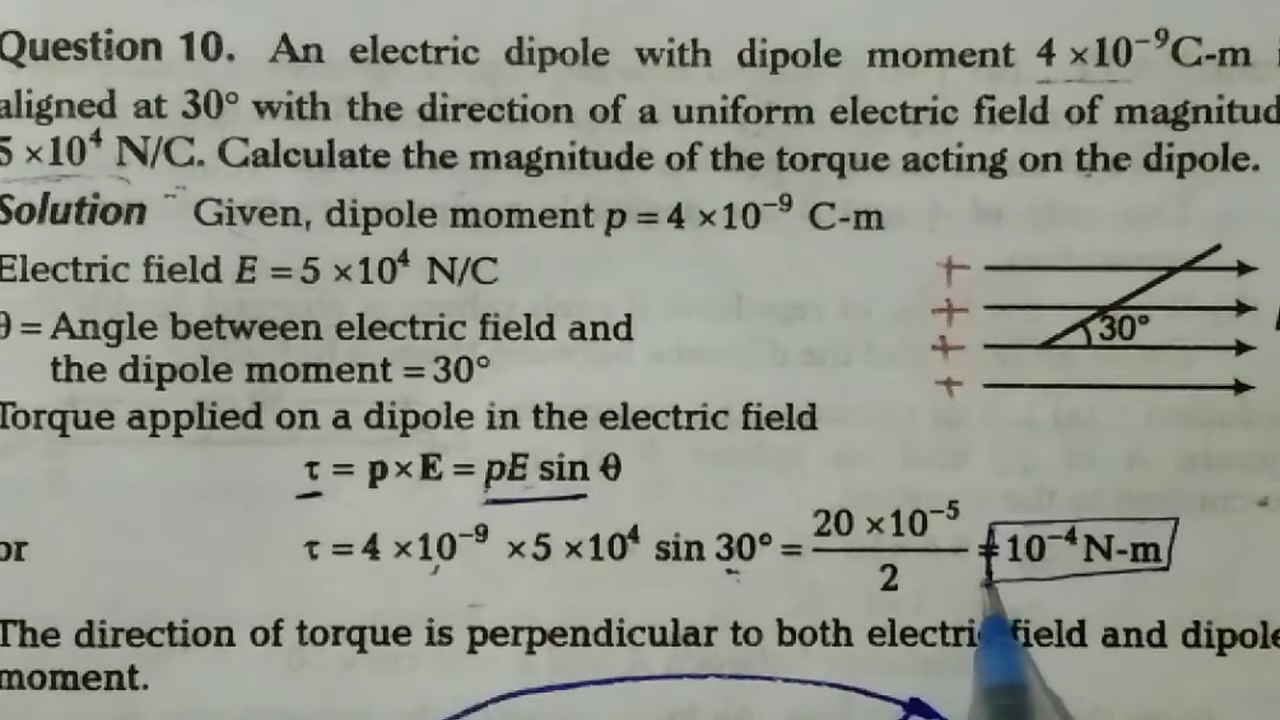 Question 10. An electric dipole with dipole moment 4 ×10⁻⁹C-m
aligned at 30° with the direction of a uniform electric field of magnitud
5 ×10⁴ N/C. Calculate the magnitude of the torque acting on the dipole.
Solution Given, dipole moment p = 4 ×10⁻⁹ C-m
Electric field E = 5 ×10⁴ N/C
θ = Angle between electric field and
the dipole moment = 30°
+
+
+
+
30°
Torque applied on a dipole in the electric field
τ = p×E = pE sin θ
or τ = 4 ×10⁻⁹ ×5 ×10⁴ sin 30° = 20 ×10⁻⁵ / 2 = 10⁻⁴ N-m
The direction of torque is perpendicular to both electric field and dipole
moment.